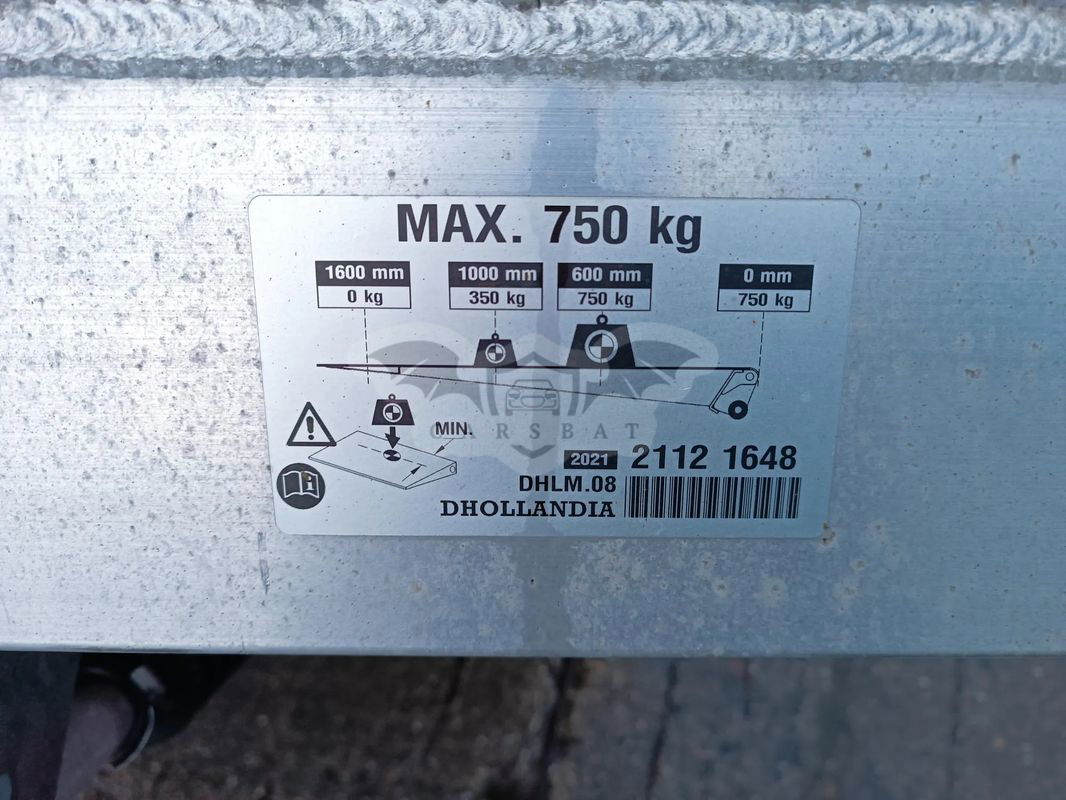 MAX. 750 kg
1600 mm 1000 mm 600 mm 0 mm
0 kg 350 kg 750 kg 750 kg
CARSBAT
MIN.
2021 2112 1648
DHLM.08
DHOLLANDIA